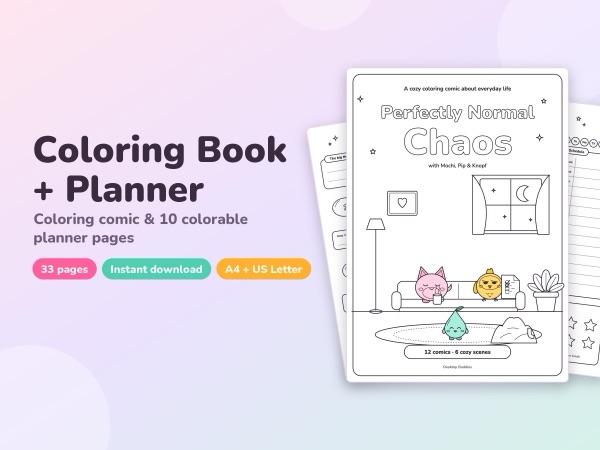 Coloring Book
+ Planner
Coloring comic & 10 colorable
planner pages
33 pages
Instant download
A4 + US Letter
A cozy coloring comic about everyday life
Perfectly Normal
Chaos
with Mochi, Pip & Knopf
12 comics · 6 cozy scenes